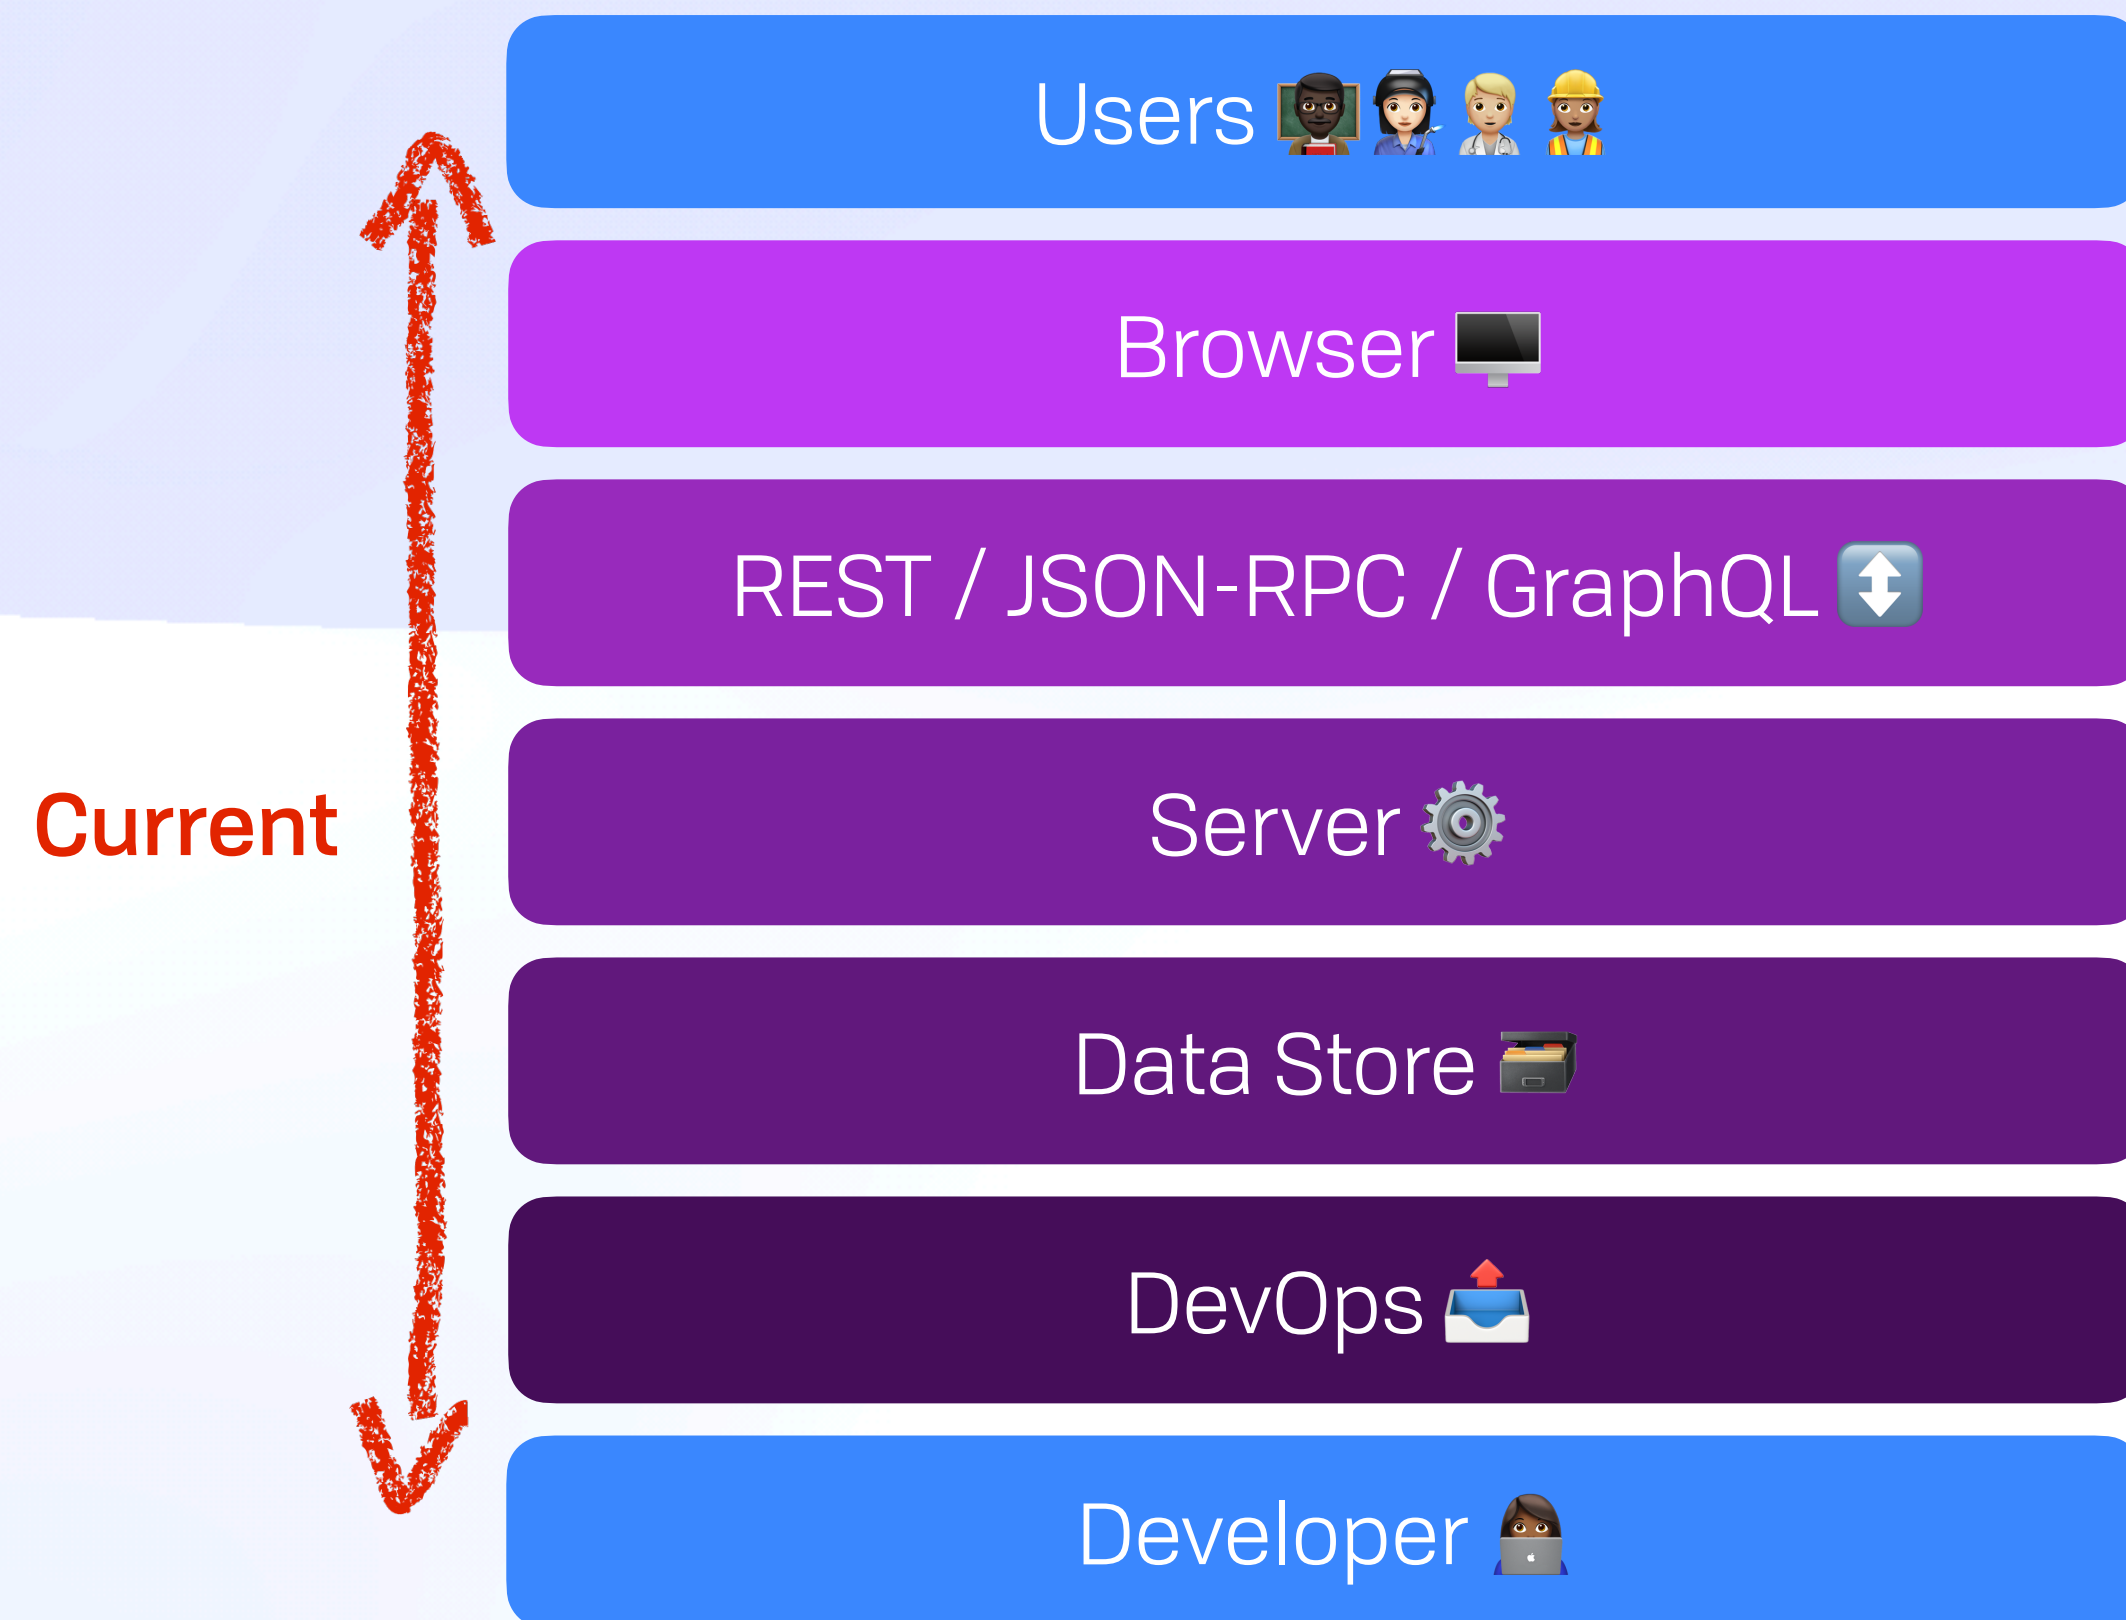 Users 👨🏿‍🏫 👩🏻‍🏭 🧑🏼‍⚕️ 👷🏽‍♀️
Browser 🖥️
REST / JSON-RPC / GraphQL ↕️
Current
Server ⚙️
Data Store 🗃️
DevOps 📤
Developer 👩🏾‍💻